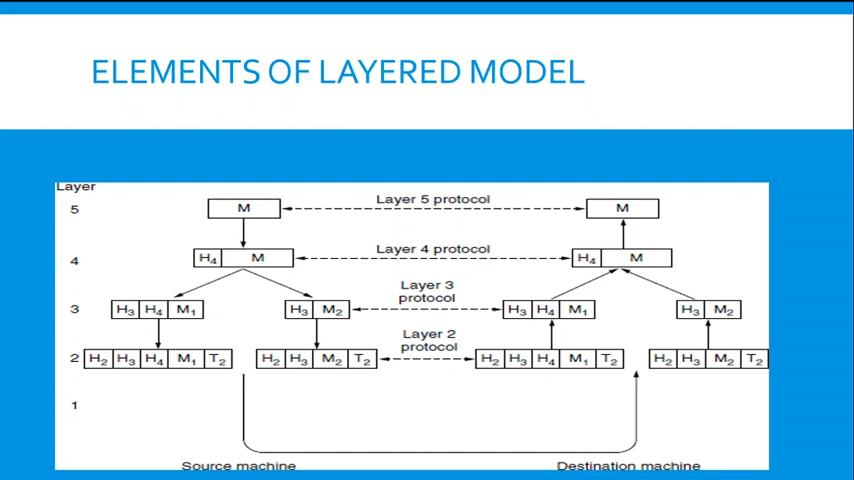 ELEMENTS OF LAYERED MODEL
Layer
5 M Layer 5 protocol M
4 H4 M Layer 4 protocol H4 M
Layer 3
protocol
3 H3 H4 M1 H3 M2 H3 H4 M1 H3 M2
Layer 2
protocol
2 H2 H3 H4 M1 T2 H2 H3 M2 T2 H2 H3 H4 M1 T2 H2 H3 M2 T2
1
Source machine Destination machine